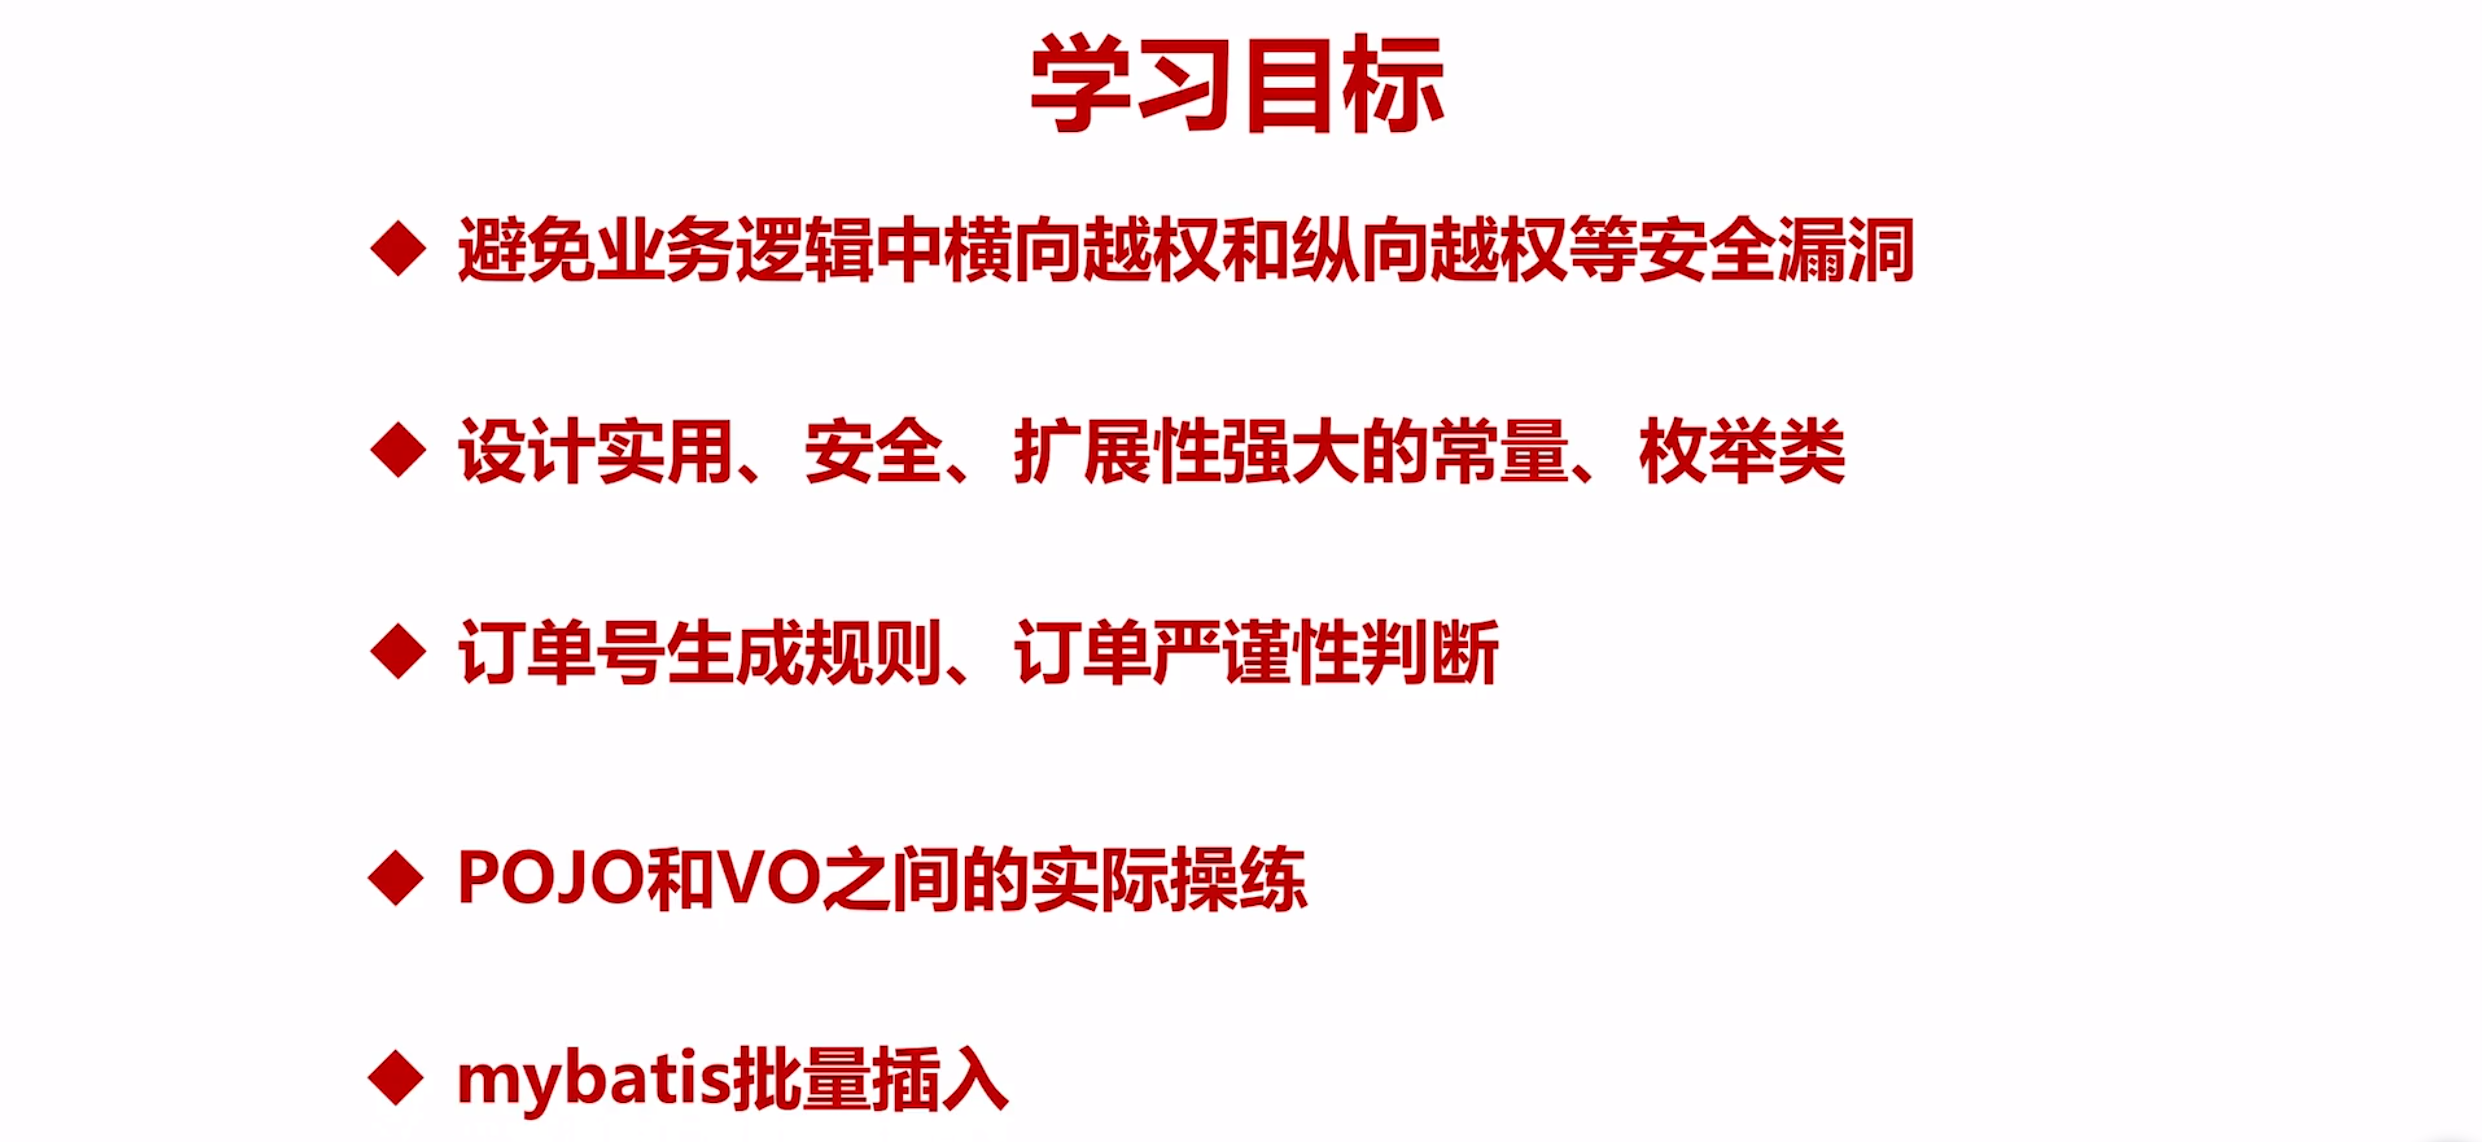 学习目标
◆ 避免业务逻辑中横向越权和纵向越权等安全漏洞
◆ 设计实用、安全、扩展性强大的常量、枚举类
◆ 订单号生成规则、订单严谨性判断
◆ POJO和VO之间的实际操练
◆ mybatis批量插入